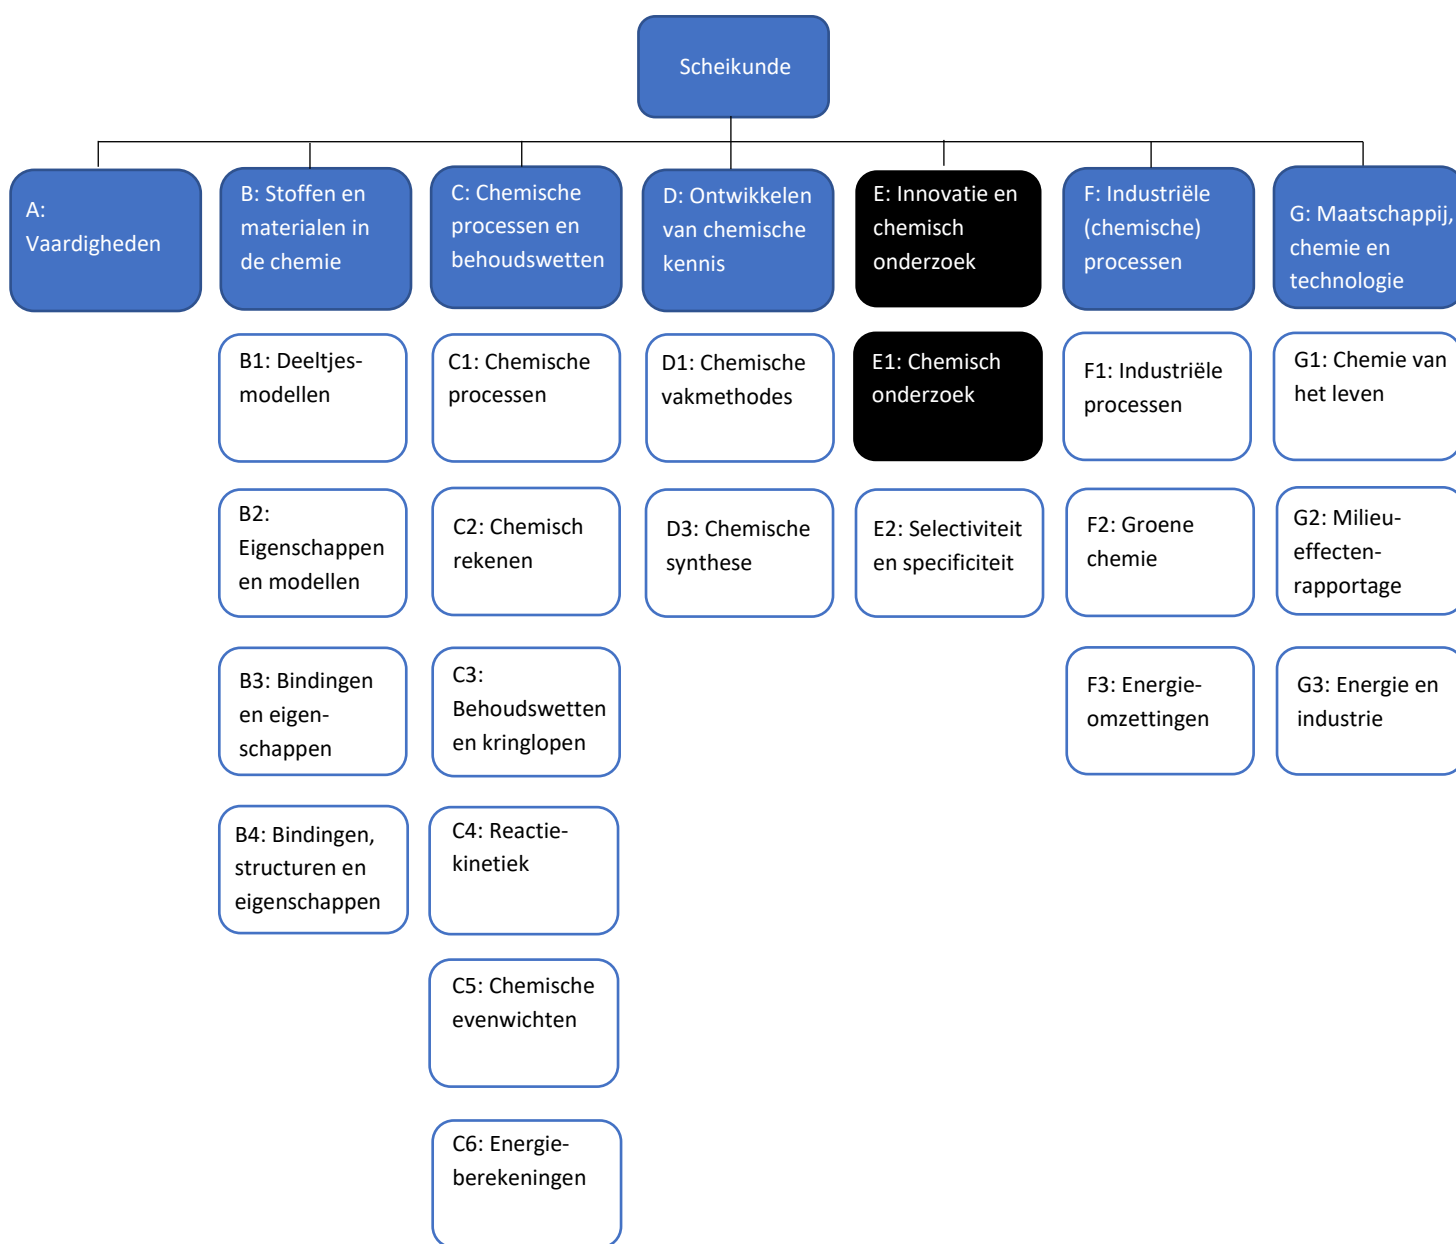 Scheikunde
A:
Vaardigheden
B: Stoffen en
materialen in
de chemie
C: Chemische
processen en
behoudswetten
D: Ontwikkelen
van chemische
kennis
E: Innovatie en
chemisch
onderzoek
F: Industriële
(chemische)
processen
G: Maatschappij,
chemie en
technologie
B1: Deeltjes-
modellen
C1: Chemische
processen
D1: Chemische
vakmethodes
E1: Chemisch
onderzoek
F1: Industriële
processen
G1: Chemie van
het leven
B2:
Eigenschappen
en modellen
C2: Chemisch
rekenen
D3: Chemische
synthese
E2: Selectiviteit
en specificiteit
F2: Groene
chemie
G2: Milieu-
effecten-
rapportage
B3: Bindingen
en eigen-
schappen
C3:
Behoudswetten
en kringlopen
F3: Energie-
omzettingen
G3: Energie en
industrie
B4: Bindingen,
structuren en
eigenschappen
C4: Reactie-
kinetiek
C5: Chemische
evenwichten
C6: Energie-
berekeningen